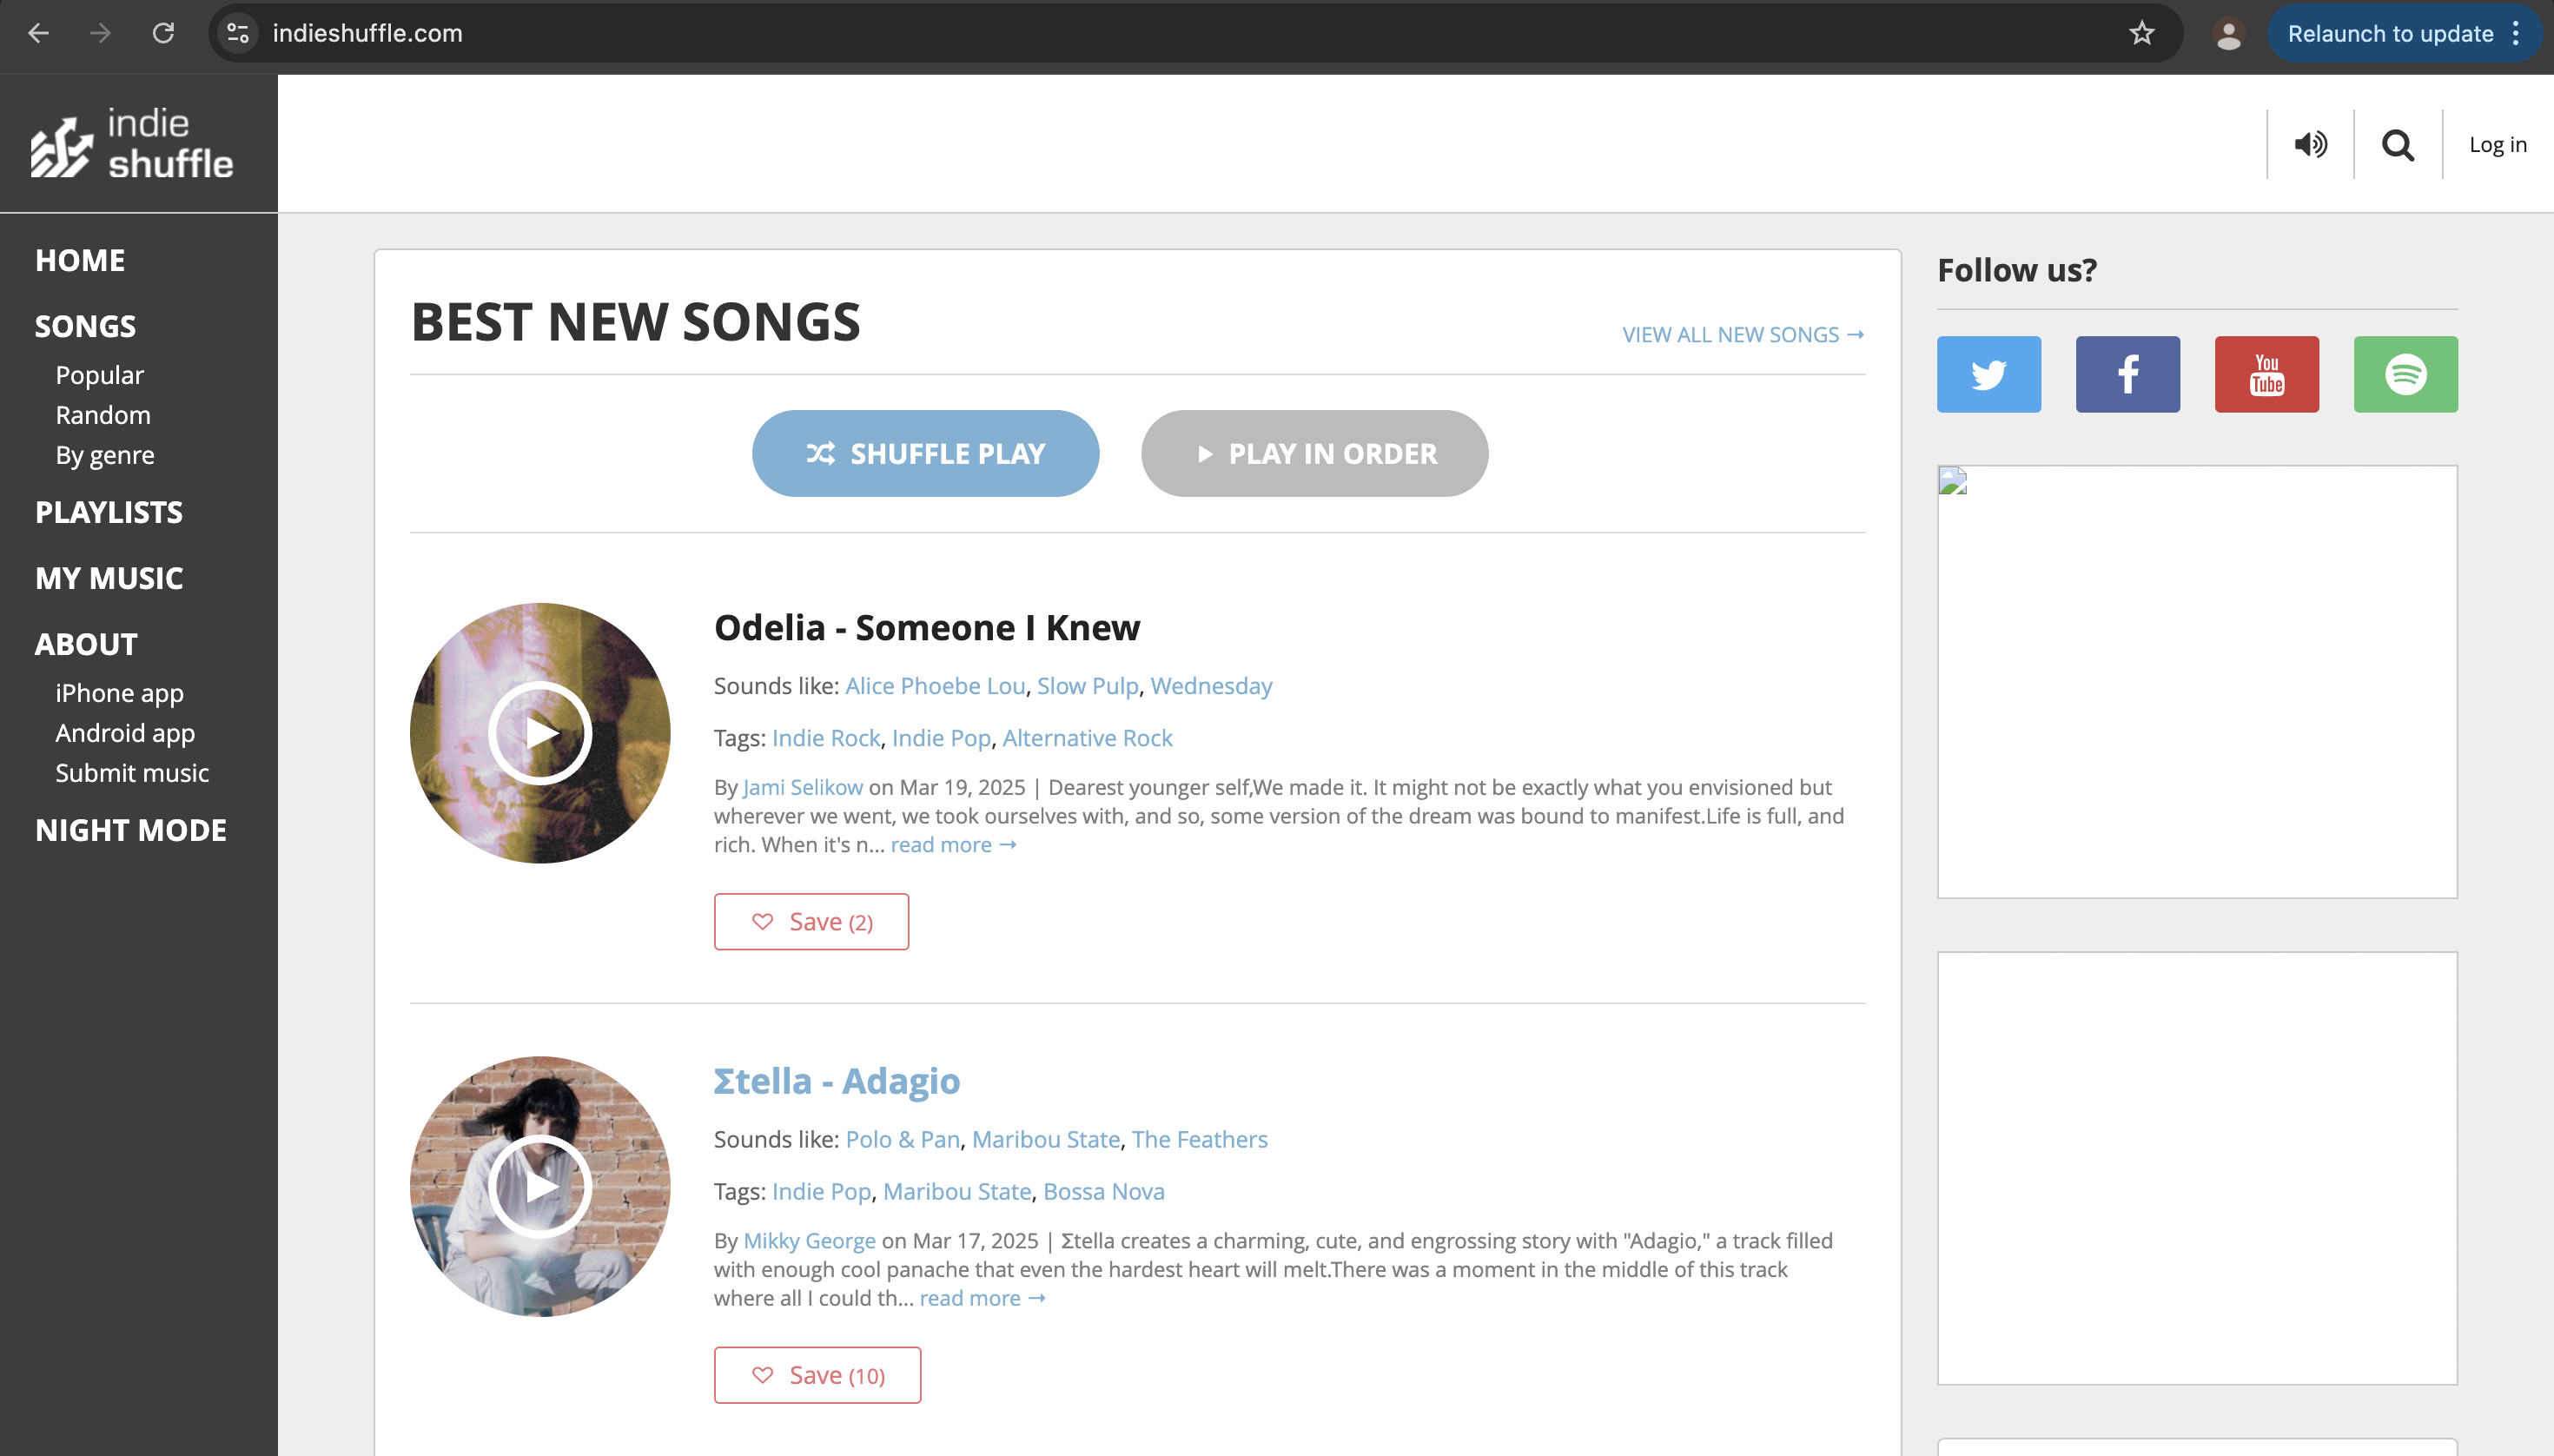 indieshuffle.com
Relaunch to update
indie
shuffle
Log in
HOME
SONGS
Popular
Random
By genre
PLAYLISTS
MY MUSIC
ABOUT
iPhone app
Android app
Submit music
NIGHT MODE
BEST NEW SONGS
VIEW ALL NEW SONGS →
SHUFFLE PLAY
PLAY IN ORDER
Odelia - Someone I Knew
Sounds like: Alice Phoebe Lou, Slow Pulp, Wednesday
Tags: Indie Rock, Indie Pop, Alternative Rock
By Jami Selikow on Mar 19, 2025 | Dearest younger self,We made it. It might not be exactly what you envisioned but
wherever we went, we took ourselves with, and so, some version of the dream was bound to manifest.Life is full, and
rich. When it's n... read more →
Save (2)
Σtella - Adagio
Sounds like: Polo & Pan, Maribou State, The Feathers
Tags: Indie Pop, Maribou State, Bossa Nova
By Mikky George on Mar 17, 2025 | Σtella creates a charming, cute, and engrossing story with "Adagio," a track filled
with enough cool panache that even the hardest heart will melt.There was a moment in the middle of this track
where all I could th... read more →
Save (10)
Follow us?
You
Tube